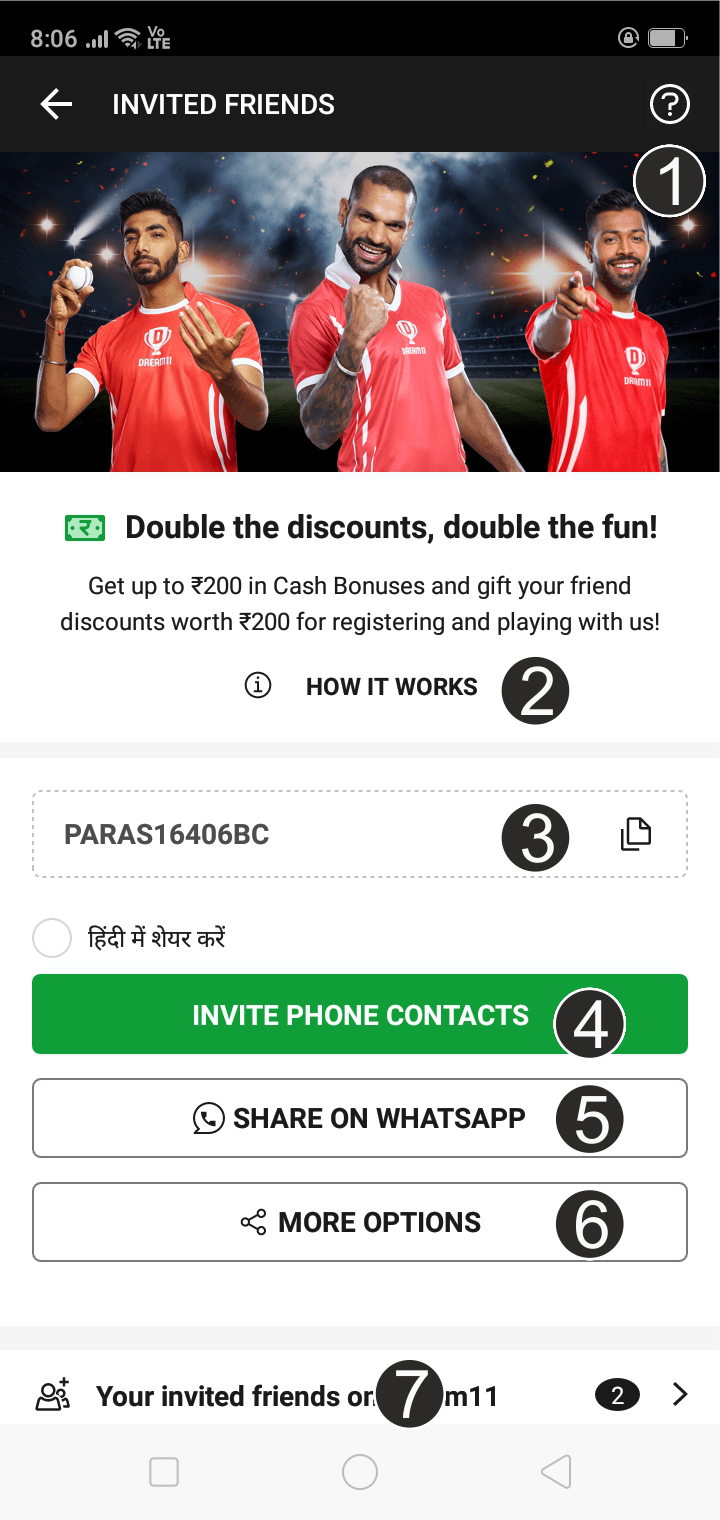 8:06 Vo LTE
INVITED FRIENDS ?
1
DREAM11
DREAM11
DREAM11
Double the discounts, double the fun!
Get up to ₹200 in Cash Bonuses and gift your friend
discounts worth ₹200 for registering and playing with us!
HOW IT WORKS 2
PARAS16406BC 3
हिंदी में शेयर करें
INVITE PHONE CONTACTS 4
SHARE ON WHATSAPP 5
MORE OPTIONS 6
Your invited friends 7 m11 2